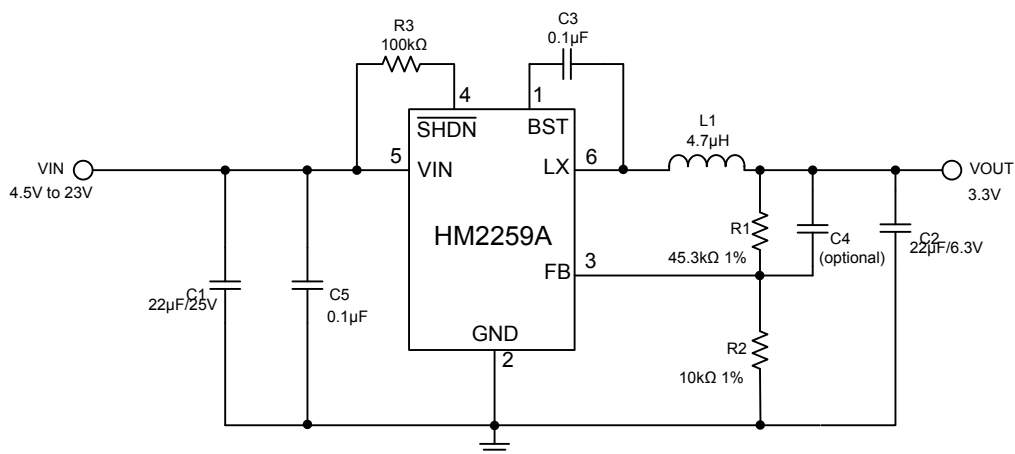 R3
100kΩ
C3
0.1µF
4
1
SHDN
BST
L1
4.7µH
VIN
4.5V to 23V
5
VIN
LX
6
VOUT
3.3V
HM2259A
R1
45.3kΩ 1%
C4
(optional)
C2
22µF/6.3V
FB
3
C1
22µF/25V
C5
0.1µF
GND
2
R2
10kΩ 1%